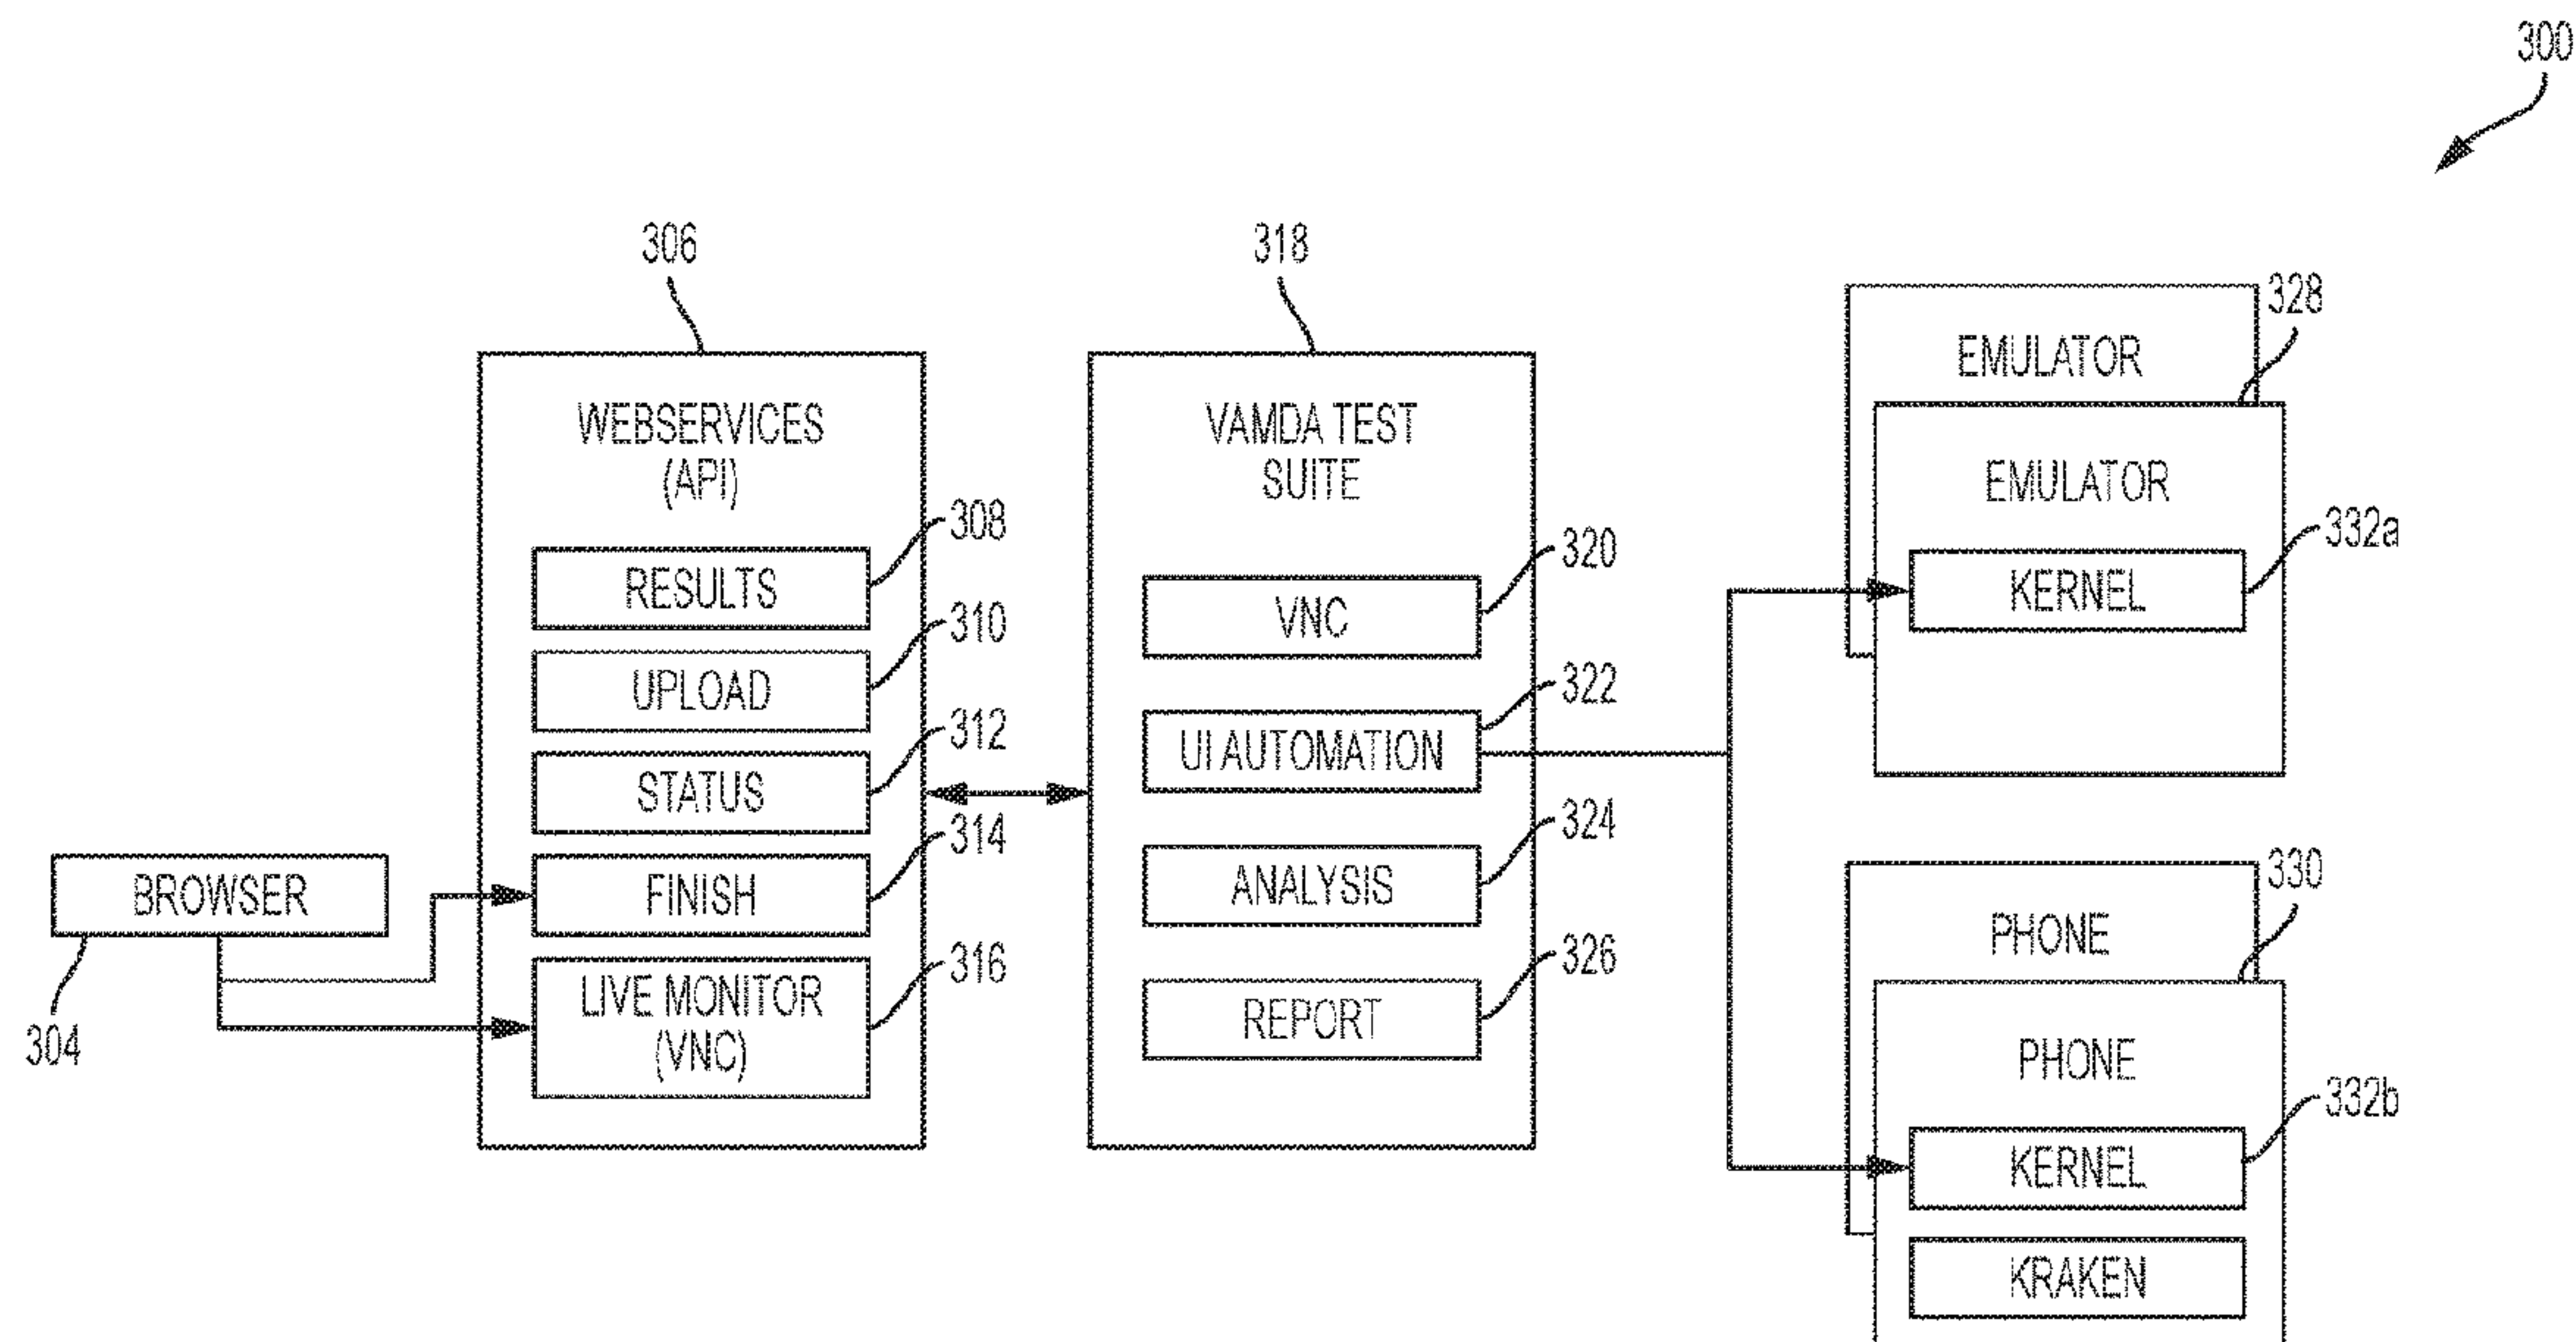 300
306
318
328
WEBSERVICES
(API)
VAMDA TEST
SUITE
EMULATOR
EMULATOR
308
RESULTS
320
VNC
332a
KERNEL
310
UPLOAD
322
UI AUTOMATION
312
STATUS
324
ANALYSIS
314
FINISH
BROWSER
304
330
PHONE
PHONE
316
LIVE MONITOR
(VNC)
326
REPORT
332b
KERNEL
KRAKEN